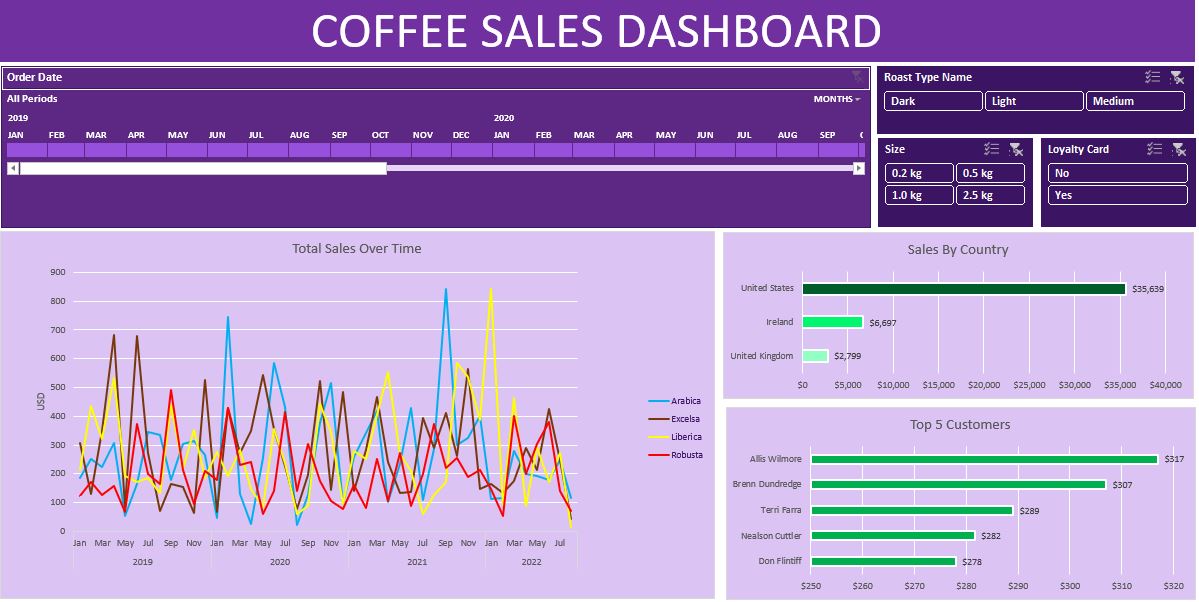 COFFEE SALES DASHBOARD
Order Date
All Periods MONTHS
2019 2020
JAN FEB MAR APR MAY JUN JUL AUG SEP OCT NOV DEC JAN FEB MAR APR MAY JUN JUL AUG SEP
Roast Type Name
Dark Light Medium
Size
0.2 kg 0.5 kg
1.0 kg 2.5 kg
Loyalty Card
No
Yes
Total Sales Over Time
900
800
700
600
500
400
300
200
100
0
USD
Jan Mar May Jul Sep Nov Jan Mar May Jul Sep Nov Jan Mar May Jul Sep Nov Jan Mar May Jul
2019 2020 2021 2022
Arabica
Excelsa
Liberica
Robusta
Sales By Country
United States $35,639
Ireland $6,697
United Kingdom $2,799
$0 $5,000 $10,000 $15,000 $20,000 $25,000 $30,000 $35,000 $40,000
Top 5 Customers
Allis Wilmore $317
Brenn Dundredge $307
Terri Farra $289
Nealson Cuttler $282
Don Flintiff $278
$250 $260 $270 $280 $290 $300 $310 $320